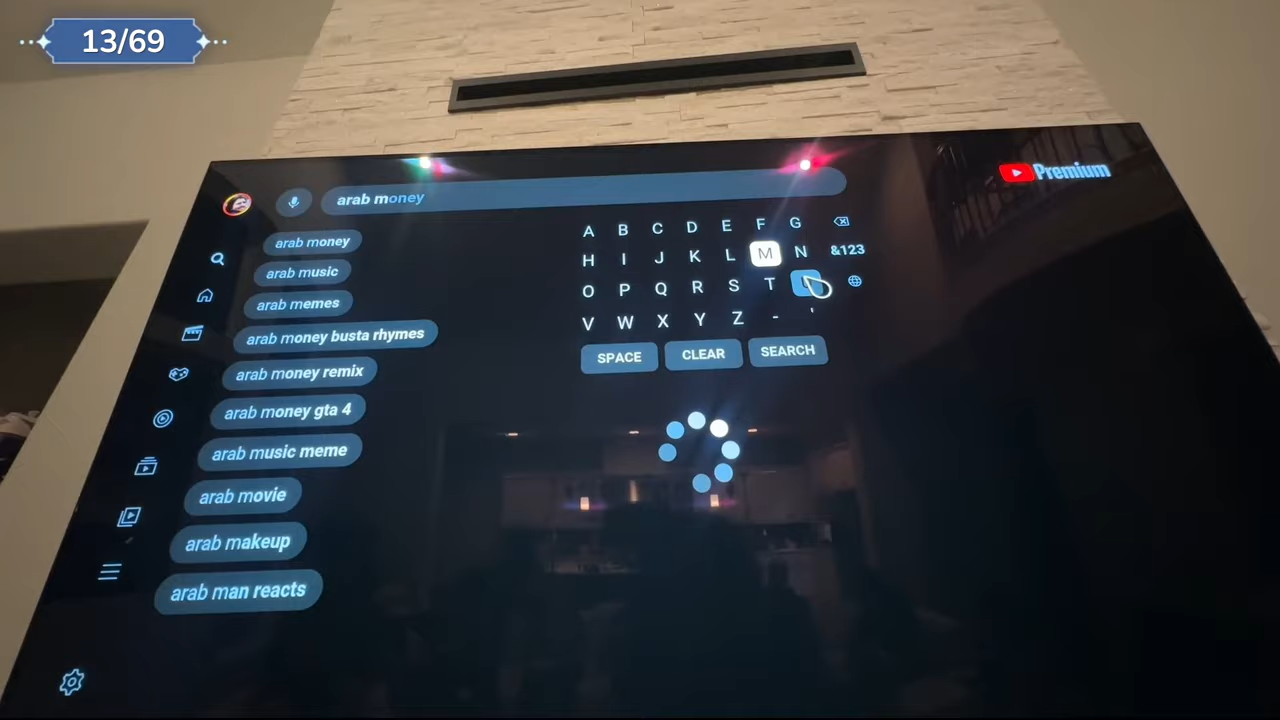 13/69
Premium
arab money
arab money
arab music
arab memes
arab money busta rhymes
arab money remix
arab money gta 4
arab music meme
arab movie
arab makeup
arab man reacts
A B C D E F G
H I J K L M N &123
O P Q R S T U
V W X Y Z - '
SPACE CLEAR SEARCH